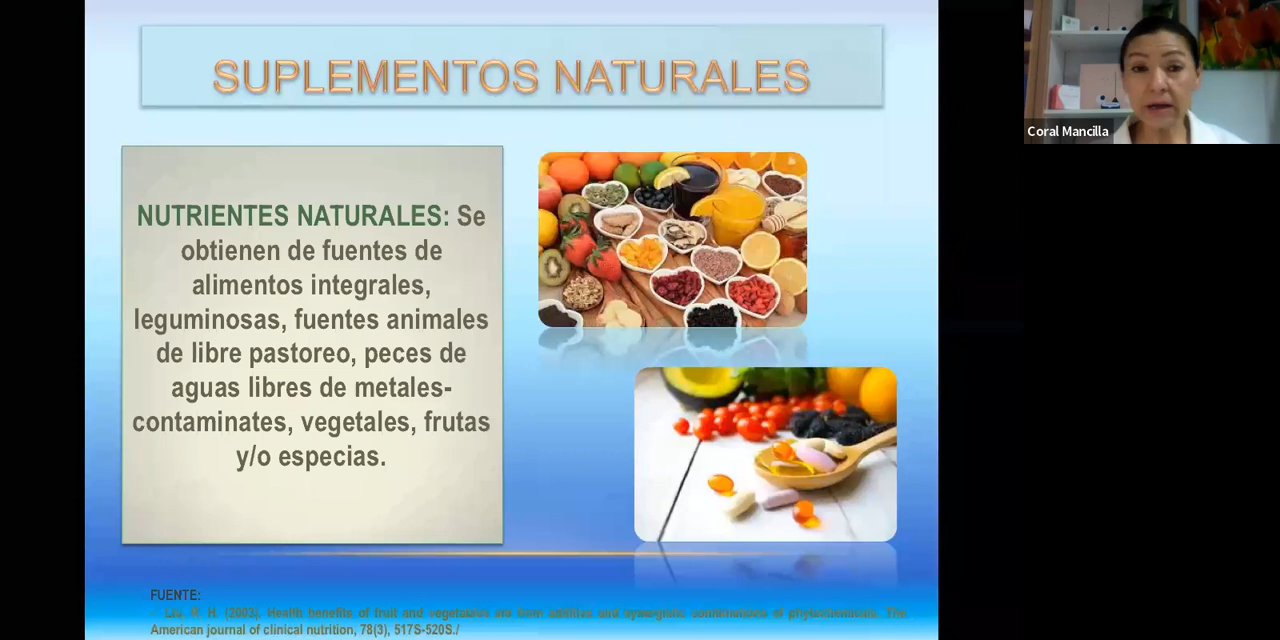 SUPLEMENTOS NATURALES
NUTRIENTES NATURALES: Se
obtienen de fuentes de
alimentos integrales,
leguminosas, fuentes animales
de libre pastoreo, peces de
aguas libres de metales-
contaminates, vegetales, frutas
y/o especias.
Coral Mancilla
FUENTE:
Liu, R. H. (2003). Health benefits of fruit and vegetables are from additive and synergistic combinations of phytochemicals. The
American journal of clinical nutrition, 78(3), 517S-520S./